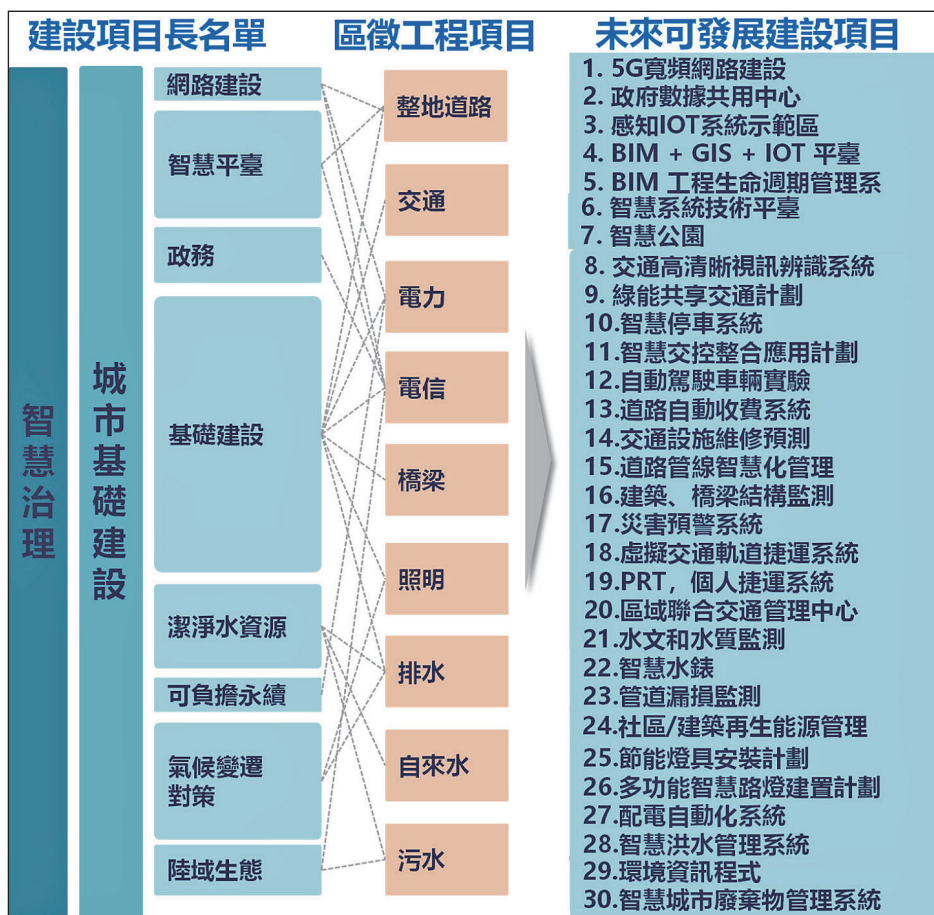 建設項目長名單
區徵工程項目
未來可發展建設項目
智慧治理
城市基礎建設
網路建設
智慧平臺
政務
基礎建設
潔淨水資源
可負擔永續
氣候變遷
對策
陸域生態
整地道路
交通
電力
電信
橋梁
照明
排水
自來水
污水
1. 5G寬頻網路建設
2. 政府數據共用中心
3. 感知IOT系統示範區
4. BIM + GIS + IOT 平臺
5. BIM 工程生命週期管理系
6. 智慧系統技術平臺
7. 智慧公園
8. 交通高清晰視訊辨識系統
9. 綠能共享交通計劃
10.智慧停車系統
11.智慧交控整合應用計劃
12.自動駕駛車輛實驗
13.道路自動收費系統
14.交通設施維修預測
15.道路管線智慧化管理
16.建築、橋梁結構監測
17.災害預警系統
18.虛擬交通軌道捷運系統
19.PRT，個人捷運系統
20.區域聯合交通管理中心
21.水文和水質監測
22.智慧水錶
23.管道漏損監測
24.社區/建築再生能源管理
25.節能燈具安裝計劃
26.多功能智慧路燈建置計劃
27.配電自動化系統
28.智慧洪水管理系統
29.環境資訊程式
30.智慧城市廢棄物管理系統